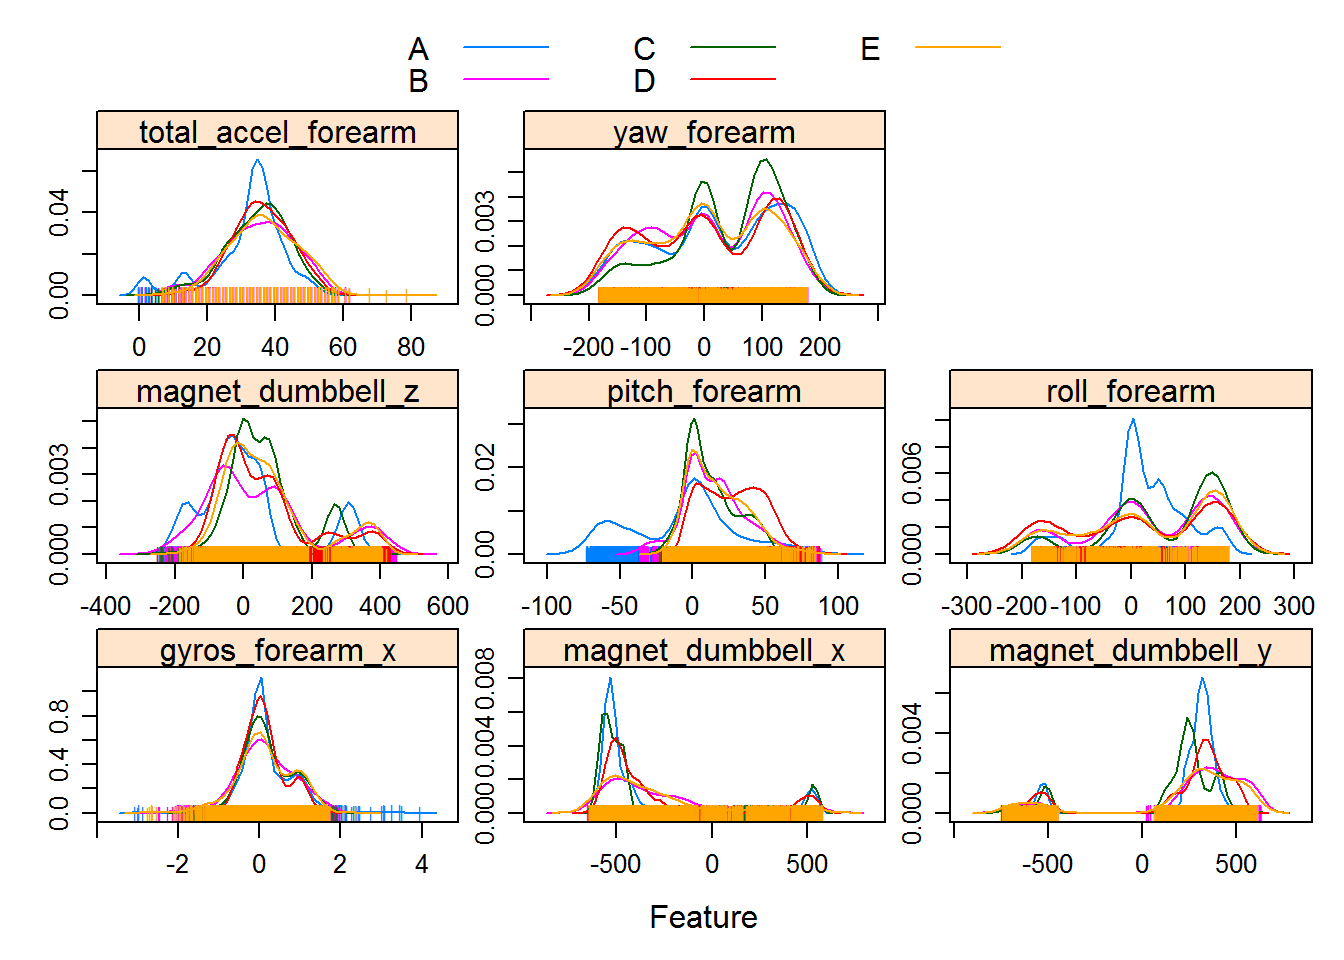 A C E
B D
total_accel_forearm yaw_forearm
0.00 0.04
0.000 0.003
0 20 40 60 80
-200 -100 0 100 200
magnet_dumbbell_z pitch_forearm roll_forearm
0.000 0.003
0.00 0.02
0.000 0.006
-400 -200 0 200 400 600
-100 -50 0 50 100
-300 -200 -100 0 100 200 300
gyros_forearm_x magnet_dumbbell_x magnet_dumbbell_y
0.0 0.4 0.8
0.000 0.004 0.008
0.000 0.004
-2 0 2 4
-500 0 500
-500 0 500
Feature